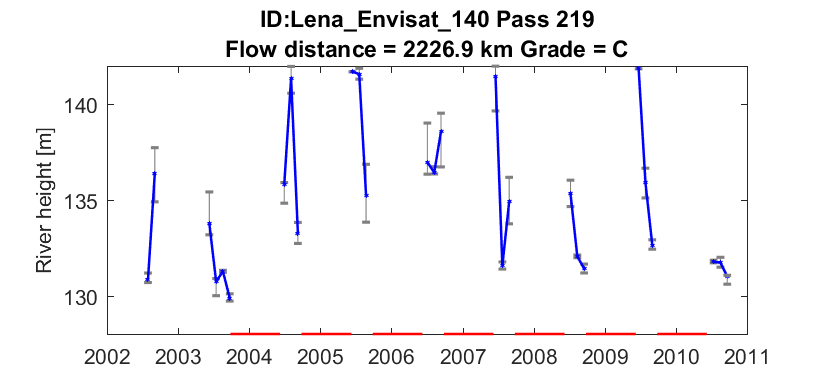 ID:Lena_Envisat_140 Pass 219
Flow distance = 2226.9 km Grade = C
River height [m]
140
135
130
2002 2003 2004 2005 2006 2007 2008 2009 2010 2011